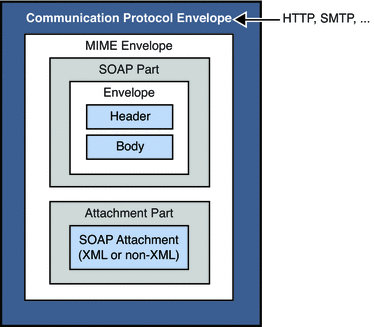 Communication Protocol Envelope
HTTP, SMTP, ...
MIME Envelope
SOAP Part
Envelope
Header
Body
Attachment Part
SOAP Attachment
(XML or non-XML)